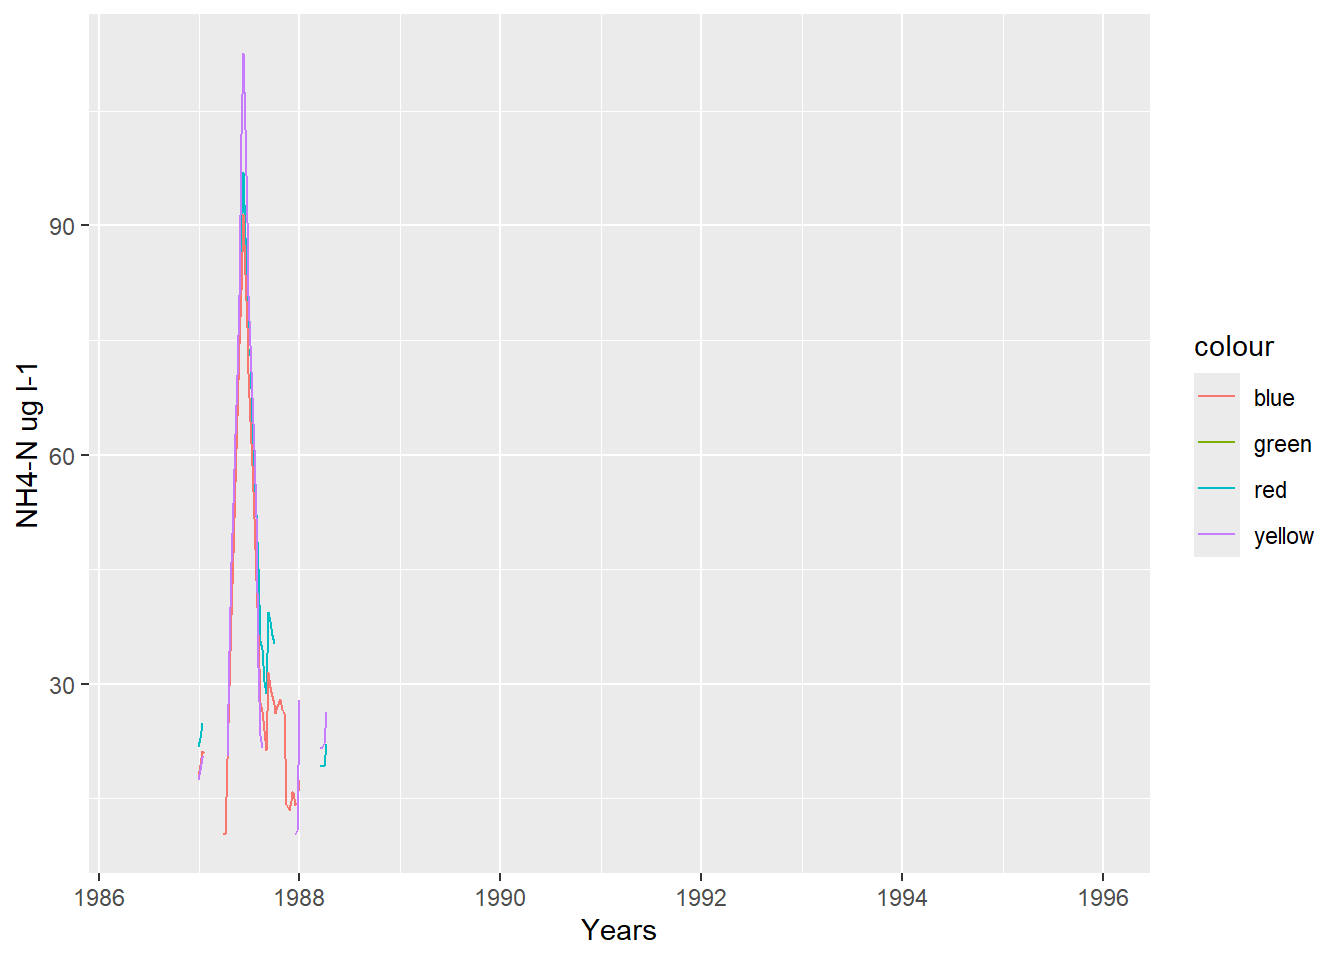 90
60
30
NH4-N ug l-1
1986
1988
1990
1992
1994
1996
Years
colour
blue
green
red
yellow